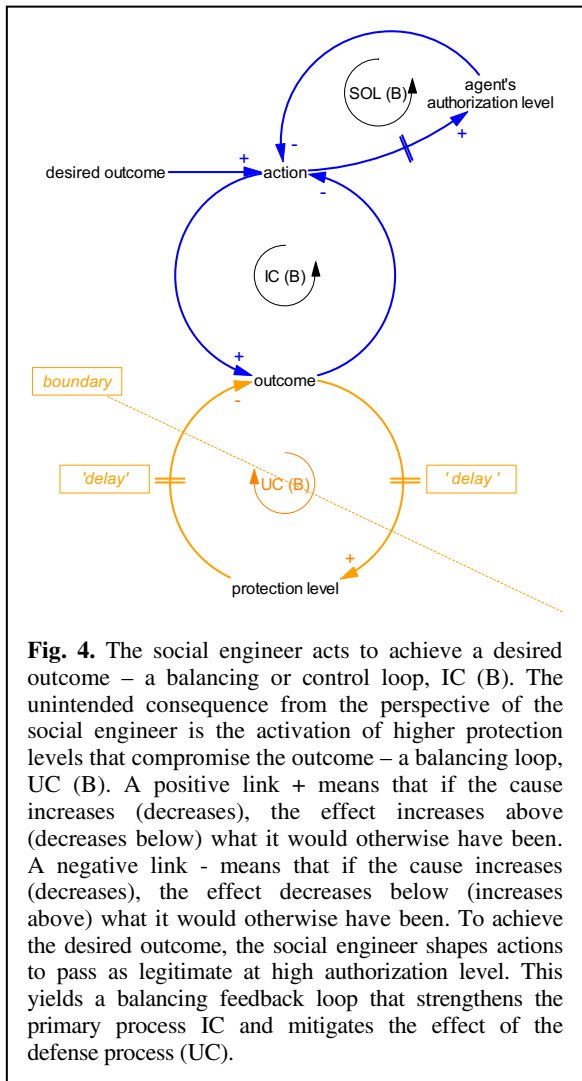 SOL (B)
agent's
authorization level
+
-
+
desired outcome
action
-
IC (B)
+
outcome
boundary
-
'delay'
' delay '
UC (B)
+
protection level
Fig. 4. The social engineer acts to achieve a desired
outcome – a balancing or control loop, IC (B). The
unintended consequence from the perspective of the
social engineer is the activation of higher protection
levels that compromise the outcome – a balancing loop,
UC (B). A positive link + means that if the cause
increases (decreases), the effect increases above
(decreases below) what it would otherwise have been.
A negative link - means that if the cause increases
(decreases), the effect decreases below (increases
above) what it would otherwise have been. To achieve
the desired outcome, the social engineer shapes actions
to pass as legitimate at high authorization level. This
yields a balancing feedback loop that strengthens the
primary process IC and mitigates the effect of the
defense process (UC).